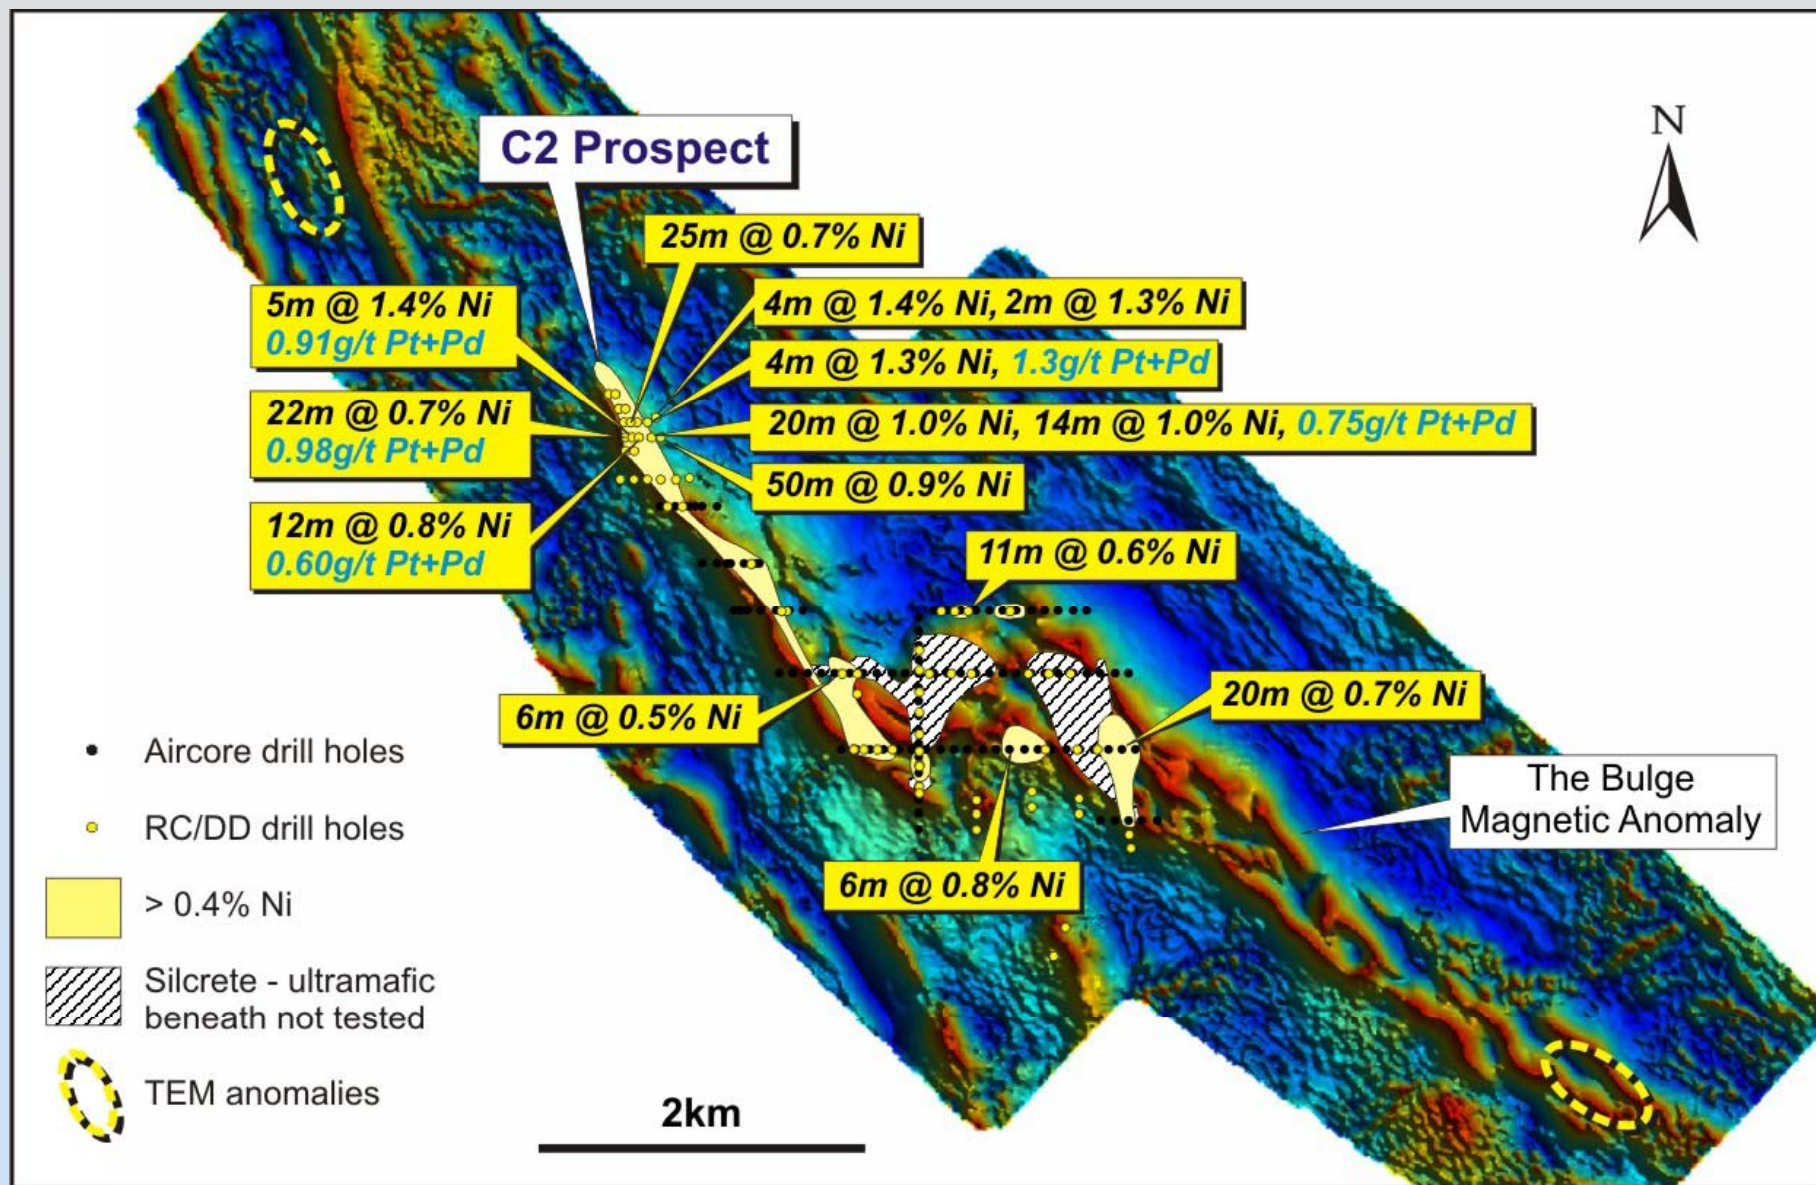 N
C2 Prospect
25m @ 0.7% Ni
5m @ 1.4% Ni
0.91g/t Pt+Pd
4m @ 1.4% Ni, 2m @ 1.3% Ni
4m @ 1.3% Ni, 1.3g/t Pt+Pd
22m @ 0.7% Ni
0.98g/t Pt+Pd
20m @ 1.0% Ni, 14m @ 1.0% Ni, 0.75g/t Pt+Pd
50m @ 0.9% Ni
12m @ 0.8% Ni
0.60g/t Pt+Pd
11m @ 0.6% Ni
6m @ 0.5% Ni
20m @ 0.7% Ni
The Bulge
Magnetic Anomaly
6m @ 0.8% Ni
Aircore drill holes
RC/DD drill holes
> 0.4% Ni
Silcrete - ultramafic
beneath not tested
TEM anomalies
2km